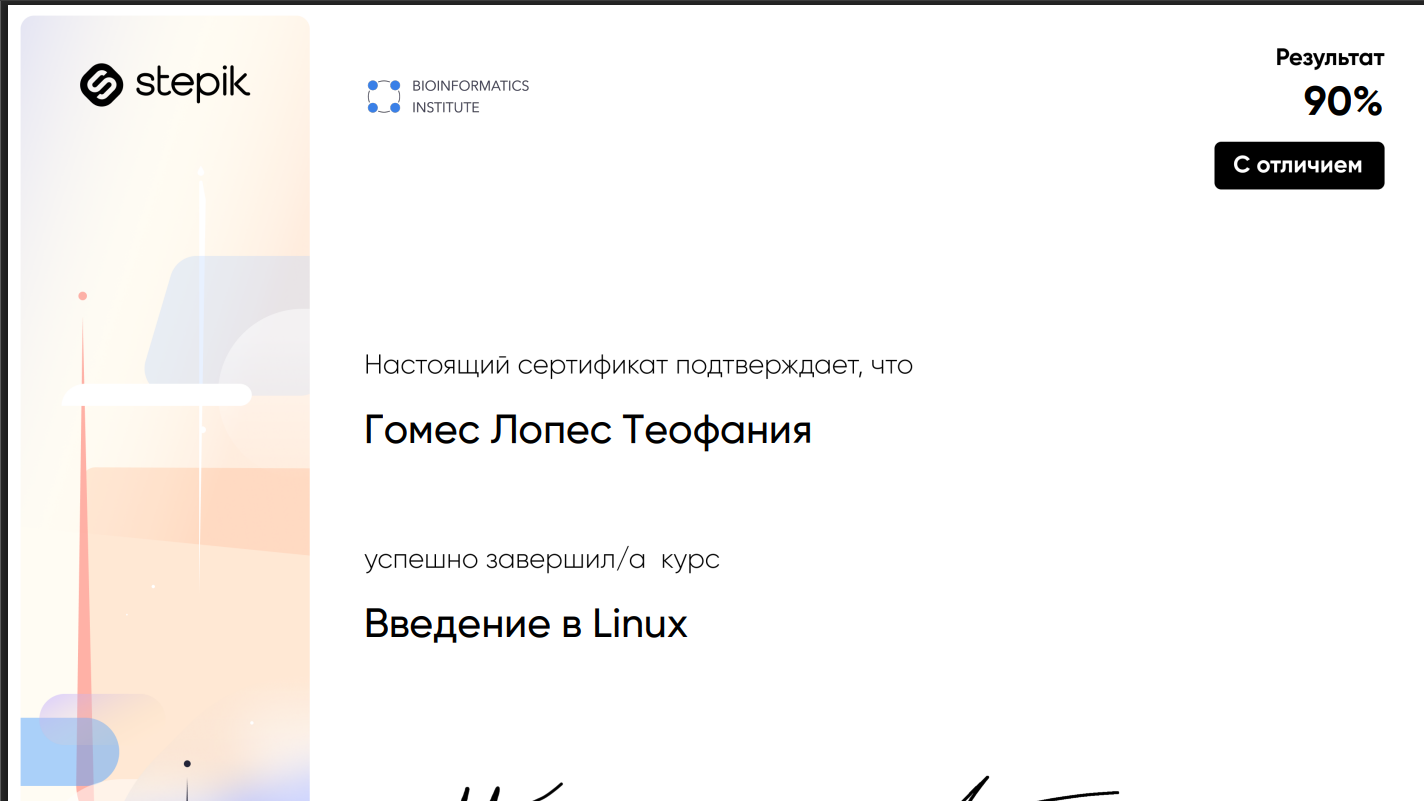 stepik
BIOINFORMATICS
INSTITUTE
Результат
90%
С отличием
Настоящий сертификат подтверждает, что
Гомес Лопес Теофания
успешно завершил/а курс
Введение в Linux